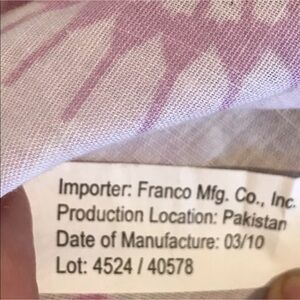 Importer: Franco Mfg. Co., Inc.
Production Location: Pakistan
Date of Manufacture: 03/10
Lot: 4524 / 40578